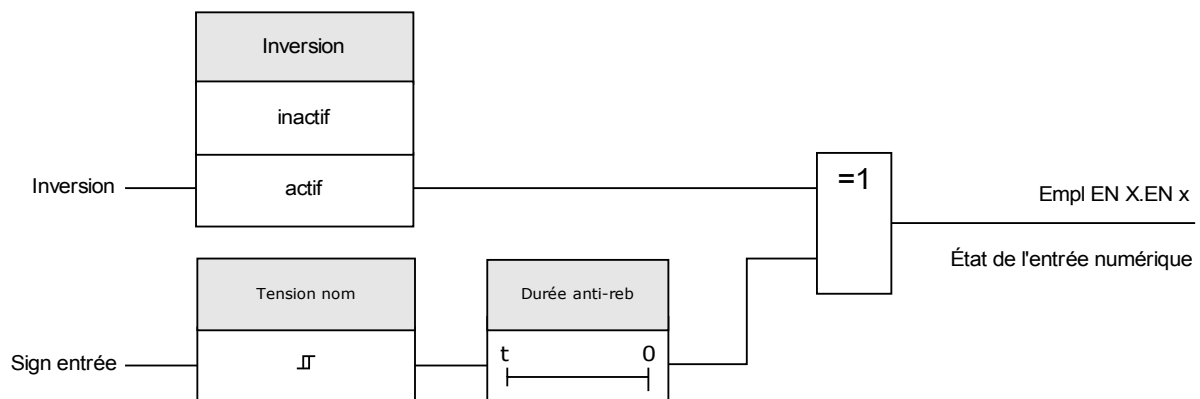 Inversion
inactif
Inversion
actif
=1
Empl EN X.EN x
État de l'entrée numérique
Tension nom
Durée anti-reb
Sign entrée
t
0